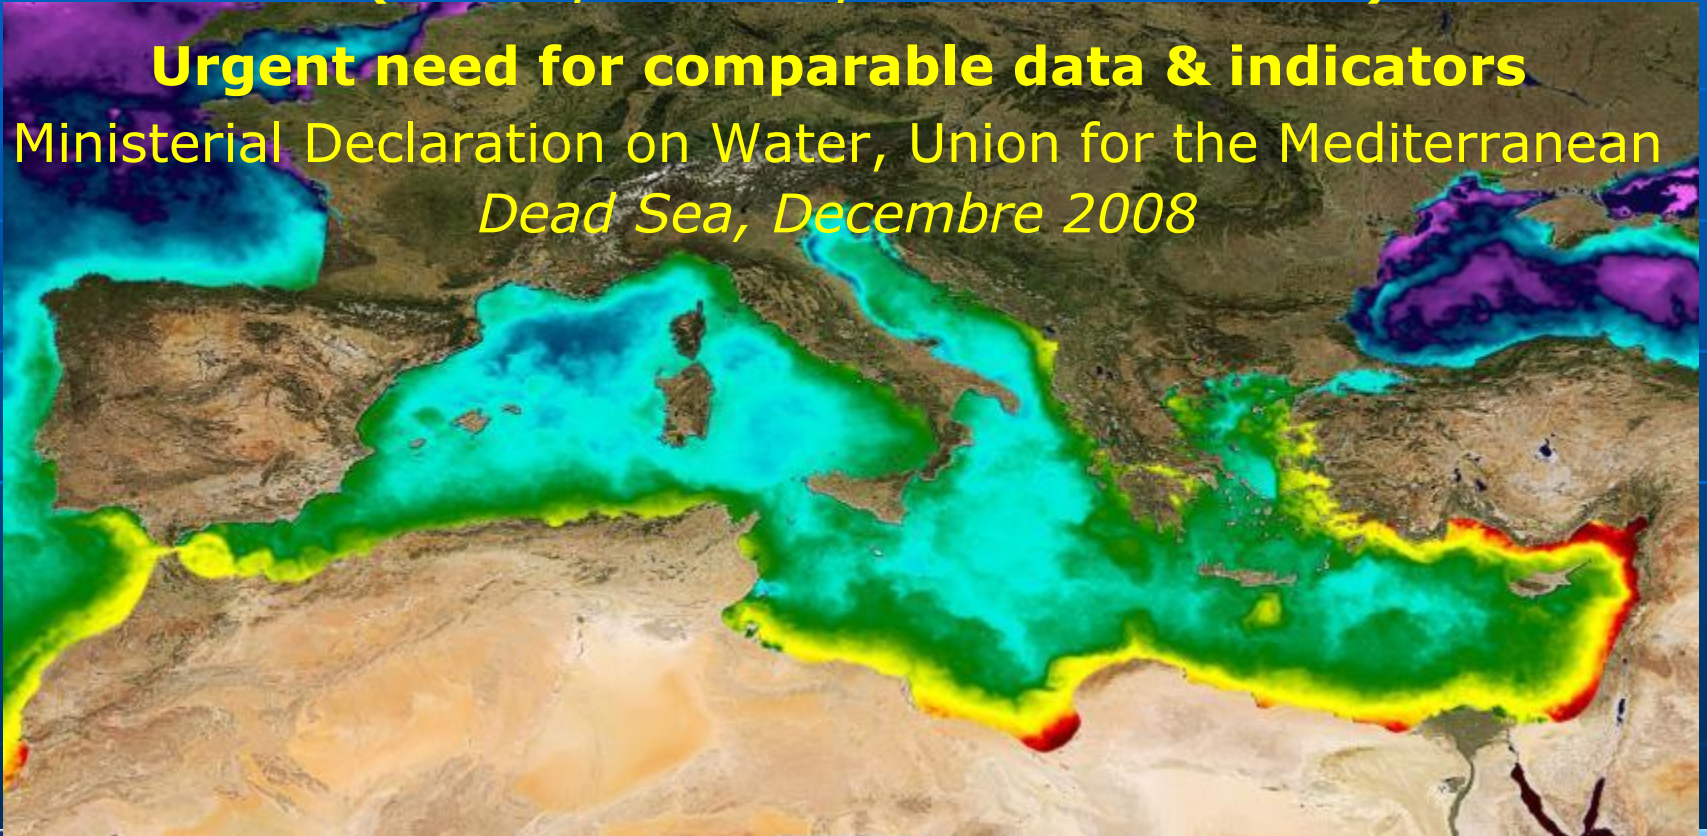 Urgent need for comparable data & indicators
Ministerial Declaration on Water, Union for the Mediterranean
Dead Sea, Decembre 2008